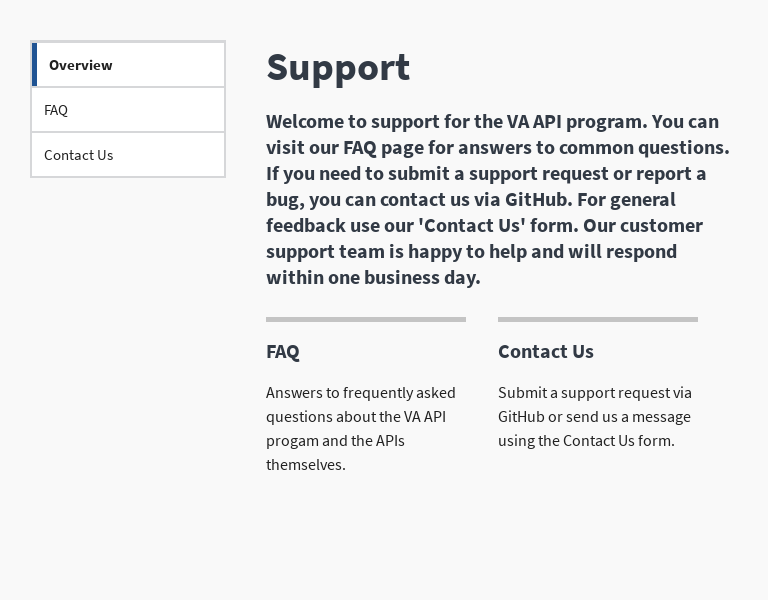 Overview
FAQ
Contact Us
Support
Welcome to support for the VA API program. You can
visit our FAQ page for answers to common questions.
If you need to submit a support request or report a
bug, you can contact us via GitHub. For general
feedback use our 'Contact Us' form. Our customer
support team is happy to help and will respond
within one business day.
FAQ
Answers to frequently asked
questions about the VA API
progam and the APIs
themselves.
Contact Us
Submit a support request via
GitHub or send us a message
using the Contact Us form.